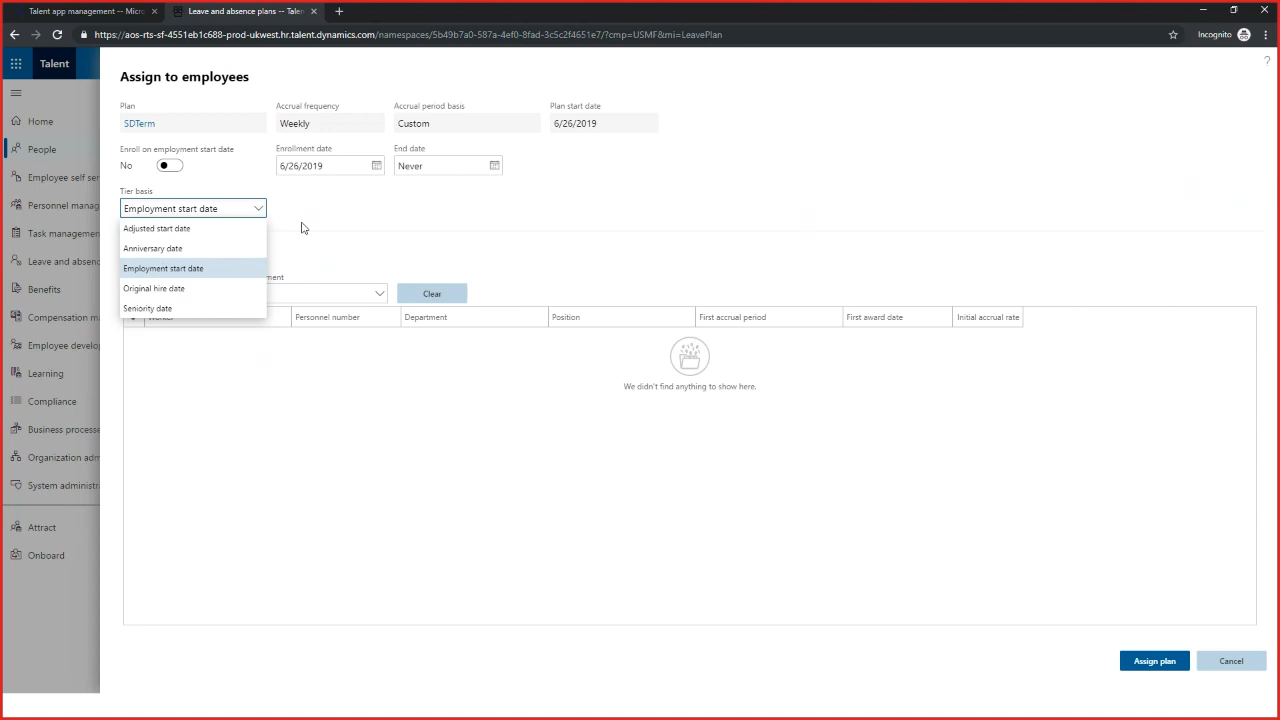 Talent app management -- Micro
Leave and absence plans -- Talen
https://aos-rts-sf-4551eb1c688-prod-ukwest.hr.talent.dynamics.com/namespaces/5b49b7a0-587a-4ef0-8fad-3c5c2f4651e7/?cmp=USMF&mi=LeavePlan
Incognito
Talent
?
Home
People
Employee self ser
Personnel manag
Task managemen
Leave and absenc
Benefits
Compensation ma
Employee develop
Learning
Compliance
Business processe
Organization adm
System administra
Attract
Onboard
Assign to employees
Plan
Accrual frequency
Accrual period basis
Plan start date
SDTerm
Weekly
Custom
6/26/2019
Enroll on employment start date
Enrollment date
End date
No
6/26/2019
Never
Tier basis
Employment start date
Adjusted start date
Anniversary date
Employment start date
Original hire date
Seniority date
ment
Clear
Personnel number
Department
Position
First accrual period
First award date
Initial accrual rate
We didn't find anything to show here.
Assign plan
Cancel